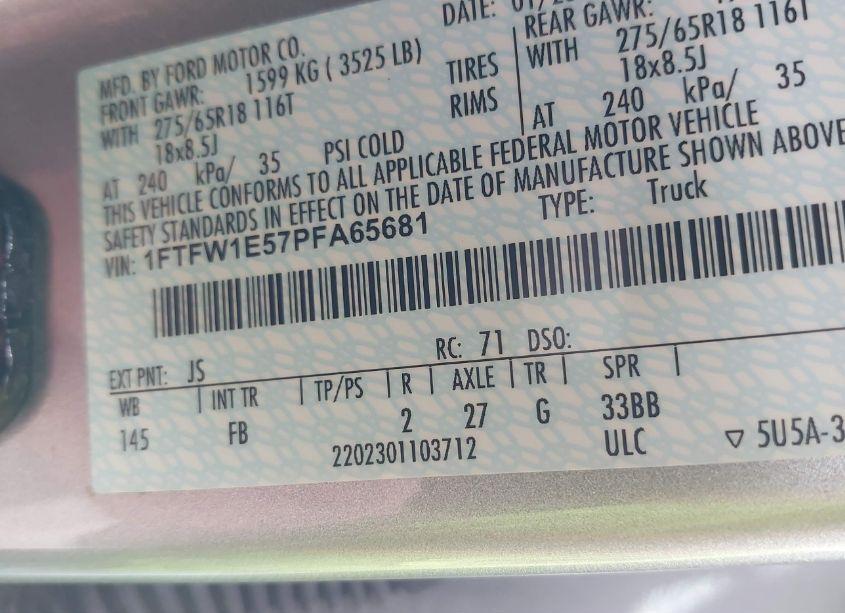 DATE:
MFD. BY FORD MOTOR CO.
FRONT GAWR: 1599 KG ( 3525 LB)
WITH 275/65R18 116T TIRES
18x8.5J RIMS
AT 240 kPa/ 35 PSI COLD
REAR GAWR:
WITH 275/65R18 116T
18x8.5J
AT 240 kPa/ 35
THIS VEHICLE CONFORMS TO ALL APPLICABLE FEDERAL MOTOR VEHICLE
SAFETY STANDARDS IN EFFECT ON THE DATE OF MANUFACTURE SHOWN ABOVE
VIN: 1FTFW1E57PFA65681 TYPE: Truck
EXT PNT: JS RC: 71 DSO:
WB INT TR TP/PS R AXLE TR SPR
145 FB 2 27 G 33BB
2202301103712 ULC 5U5A-3